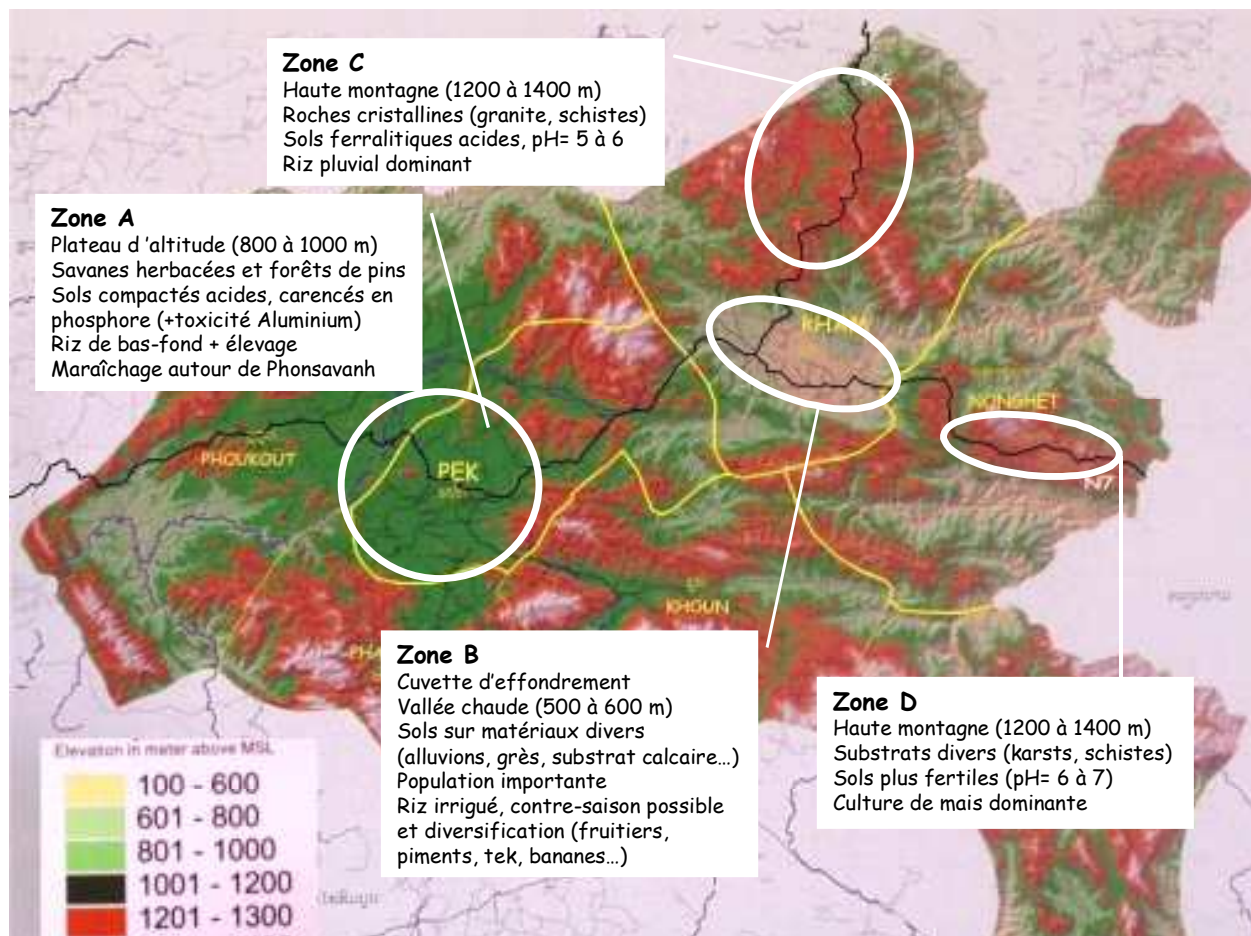 Zone C
Haute montagne (1200 à 1400 m)
Roches cristallines (granite, schistes)
Sols ferralitiques acides, pH= 5 à 6
Riz pluvial dominant
Zone A
Plateau d 'altitude (800 à 1000 m)
Savanes herbacées et forêts de pins
Sols compactés acides, carencés en
phosphore (+toxicité Aluminium)
Riz de bas-fond + élevage
Maraîchage autour de Phonsavanh
KHAM
NONGHET
N7
PHOUKOUT
PEK
KHOUN
Zone B
Cuvette d'effondrement
Vallée chaude (500 à 600 m)
Sols sur matériaux divers
(alluvions, grès, substrat calcaire…)
Population importante
Riz irrigué, contre-saison possible
et diversification (fruitiers,
piments, tek, bananes…)
Zone D
Haute montagne (1200 à 1400 m)
Substrats divers (karsts, schistes)
Sols plus fertiles (pH= 6 à 7)
Culture de mais dominante
Elevation in meter above MSL
100 - 600
601 - 800
801 - 1000
1001 - 1200
1201 - 1300